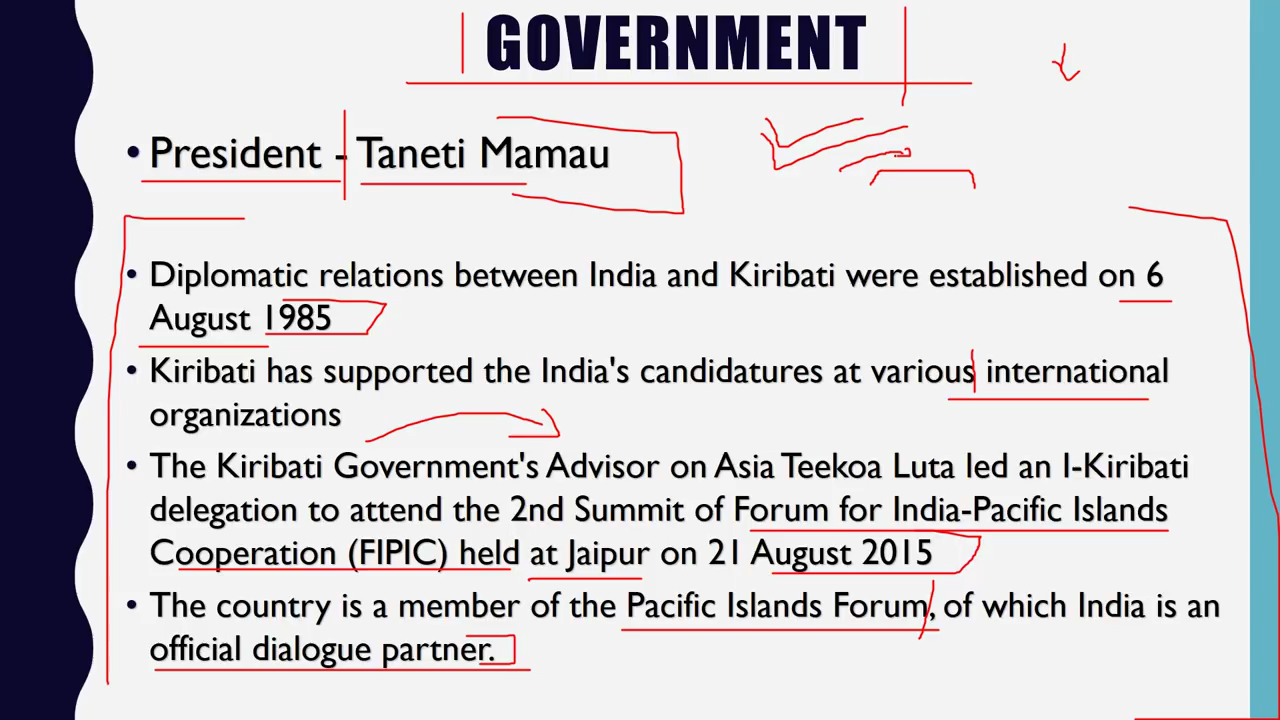 GOVERNMENT
• President - Taneti Mamau
• Diplomatic relations between India and Kiribati were established on 6
August 1985
• Kiribati has supported the India's candidatures at various international
organizations
• The Kiribati Government's Advisor on Asia Teekoa Luta led an I-Kiribati
delegation to attend the 2nd Summit of Forum for India-Pacific Islands
Cooperation (FIPIC) held at Jaipur on 21 August 2015
• The country is a member of the Pacific Islands Forum, of which India is an
official dialogue partner.